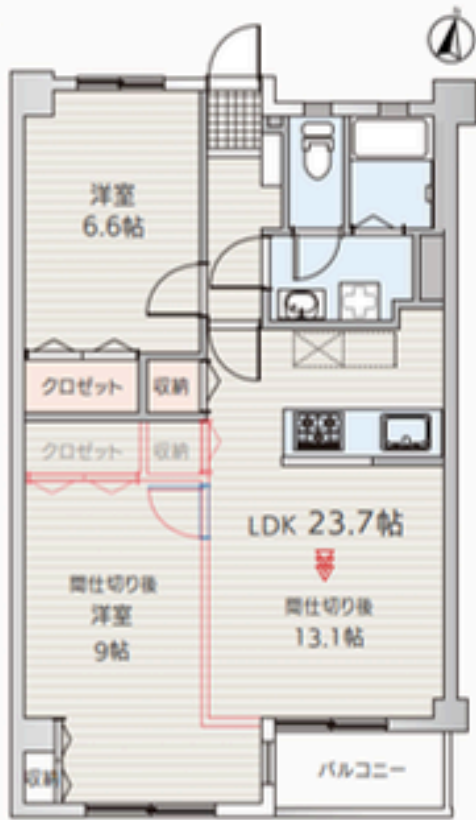 N
洋室
6.6帖
クロゼット
収納
クロゼット
収納
LDK 23.7帖
間仕切り後
洋室
9帖
間仕切り後
13.1帖
収納
バルコニー